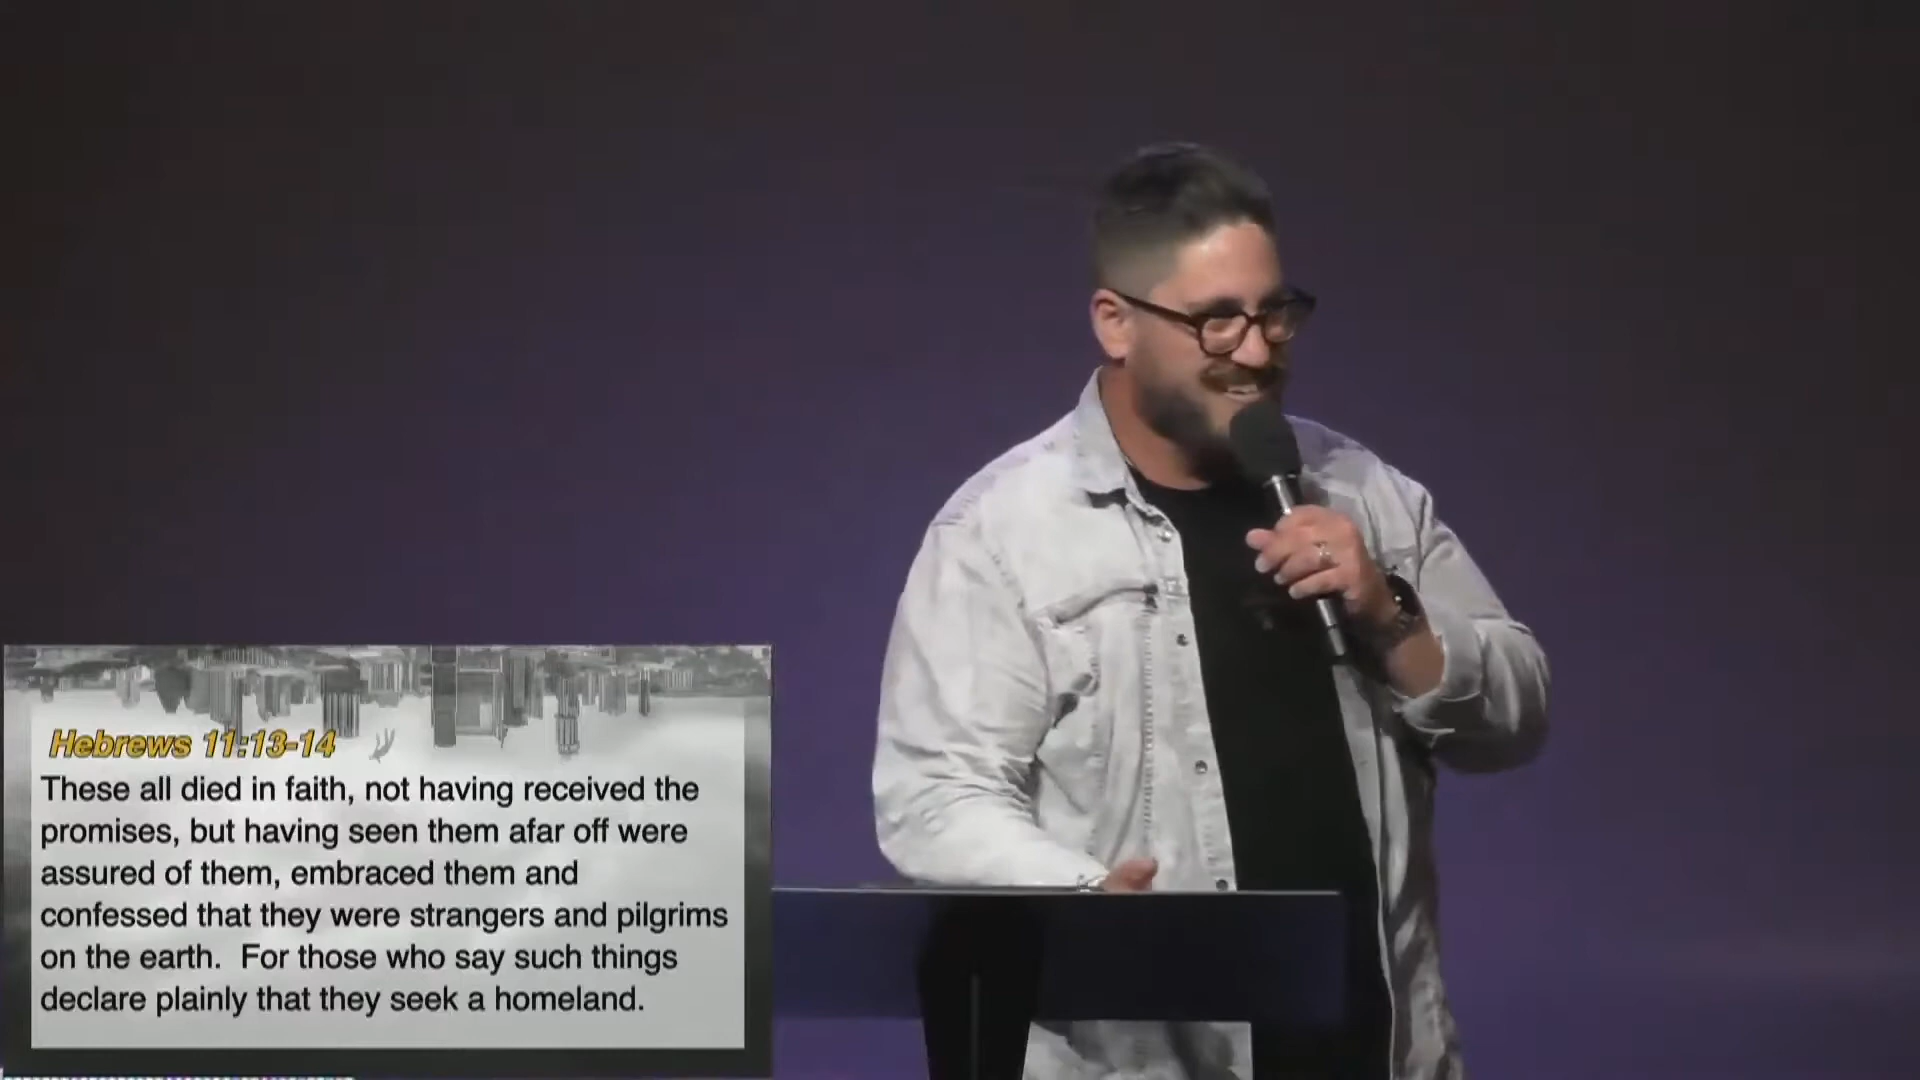 Hebrews 11:13-14
These all died in faith, not having received the
promises, but having seen them afar off were
assured of them, embraced them and
confessed that they were strangers and pilgrims
on the earth.  For those who say such things
declare plainly that they seek a homeland.